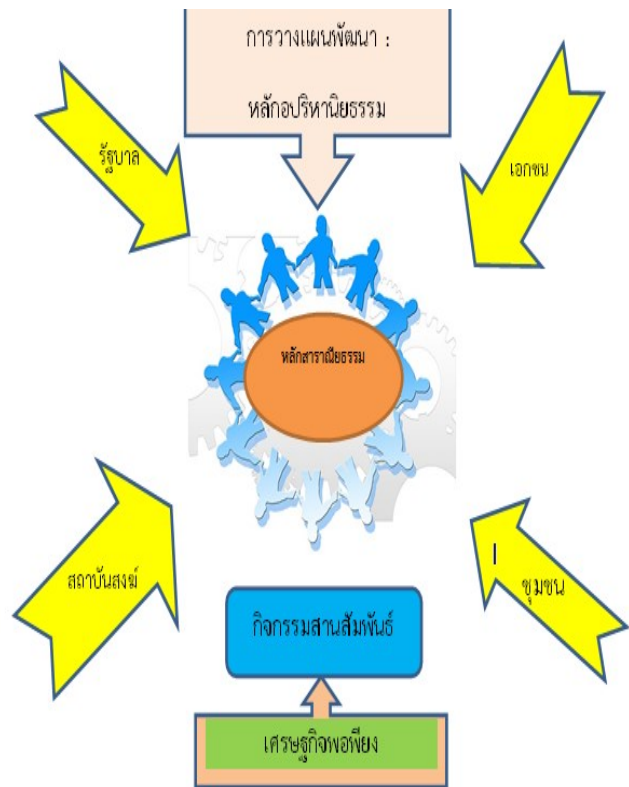 การวางแผนพัฒนา :
หลักอปริหานิยธรรม
รัฐบาล
เอกชน
หลักสาราณียธรรม
สถาบันสงฆ์
ชุมชน
กิจกรรมสานสัมพันธ์
เศรษฐกิจพอพียง